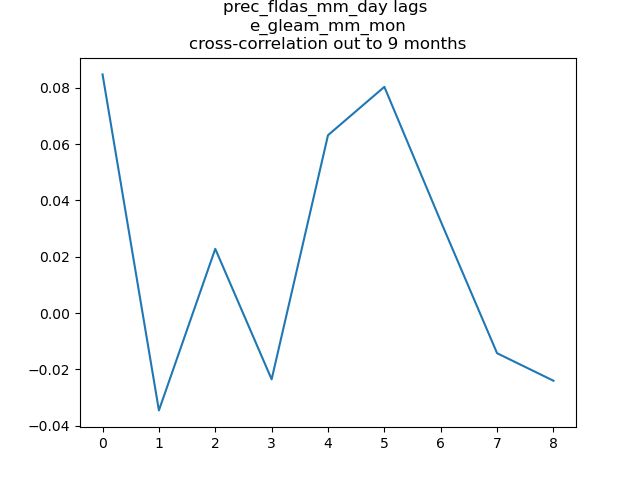 prec_fldas_mm_day lags
e_gleam_mm_mon
cross-correlation out to 9 months
0.08
0.06
0.04
0.02
0.00
−0.02
−0.04
0 1 2 3 4 5 6 7 8